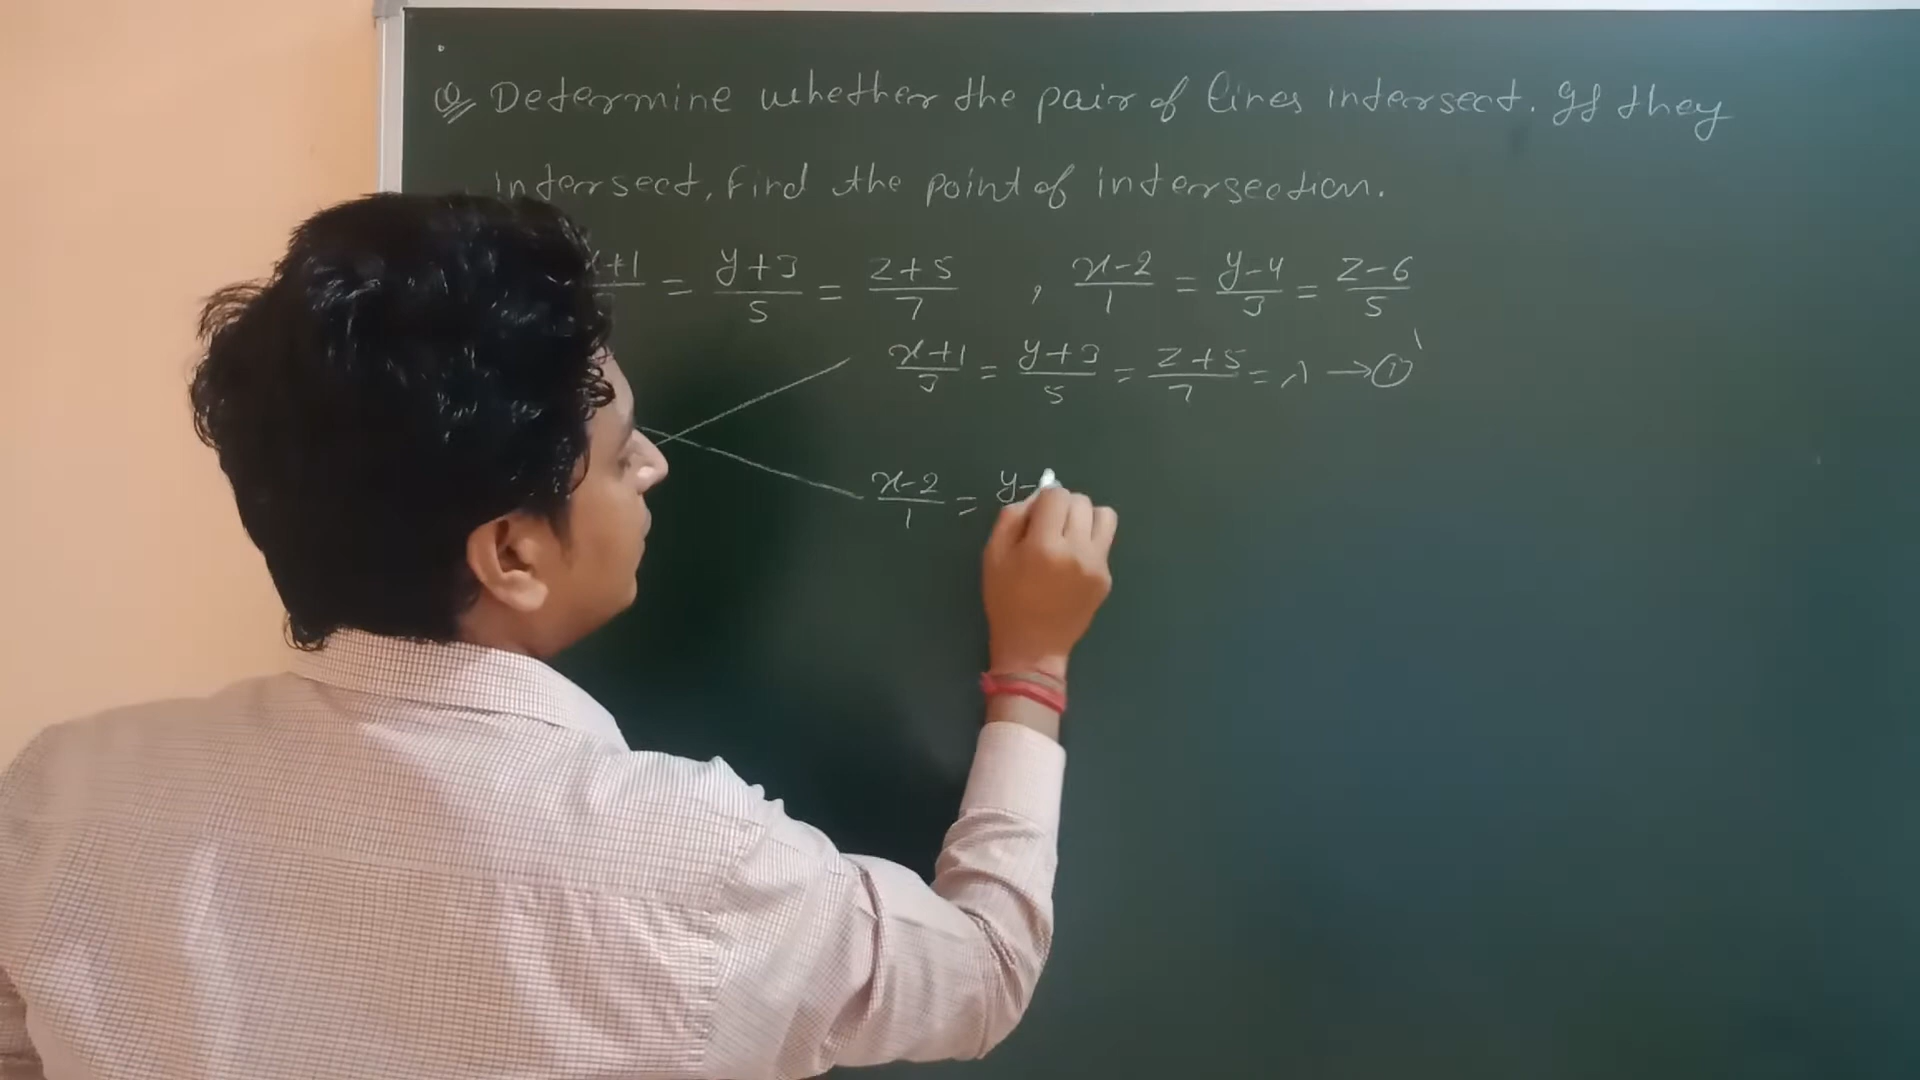 Q Determine whether the pair of lines intersect. If they
intersect, Find the point of intersection.
x+1 = y+3/5 = z+5/7 , x-2/1 = y-4/3 = z-6/5
x+1/3 = y+3/5 = z+5/7 = λ → ①
x-2/1 = y-